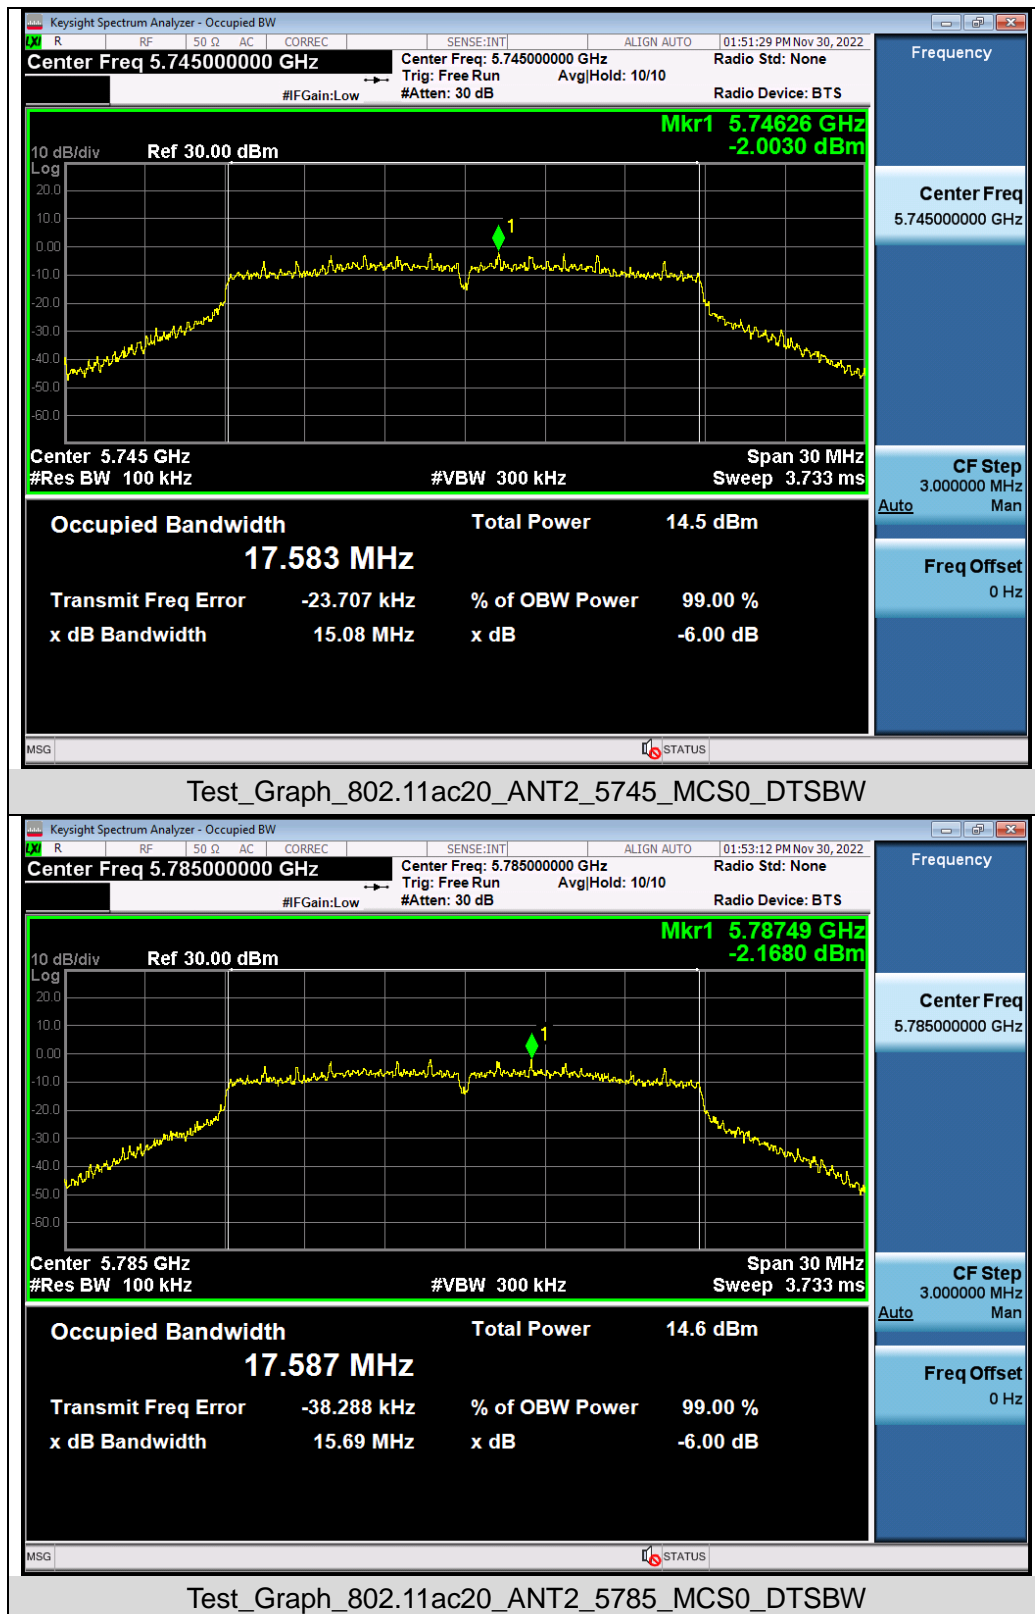 Keysight Spectrum Analyzer - Occupied BW
LXI R RF 50 Ω AC CORREC SENSE:INT ALIGN AUTO 01:51:29 PM Nov 30, 2022
Center Freq 5.745000000 GHz Center Freq: 5.745000000 GHz Radio Std: None
Trig: Free Run Avg|Hold: 10/10
#IFGain:Low #Atten: 30 dB Radio Device: BTS
Frequency
Mkr1 5.74626 GHz
10 dB/div Ref 30.00 dBm -2.0030 dBm
Log
20.0
10.0
0.00
-10.0
-20.0
-30.0
-40.0
-50.0
-60.0
1
Center 5.745 GHz Span 30 MHz
#Res BW 100 kHz #VBW 300 kHz Sweep 3.733 ms
Center Freq
5.745000000 GHz
CF Step
3.000000 MHz
Auto Man
Freq Offset
0 Hz
Occupied Bandwidth Total Power 14.5 dBm
17.583 MHz
Transmit Freq Error -23.707 kHz % of OBW Power 99.00 %
x dB Bandwidth 15.08 MHz x dB -6.00 dB
MSG STATUS
Test_Graph_802.11ac20_ANT2_5745_MCS0_DTSBW
Keysight Spectrum Analyzer - Occupied BW
LXI R RF 50 Ω AC CORREC SENSE:INT ALIGN AUTO 01:53:12 PM Nov 30, 2022
Center Freq 5.785000000 GHz Center Freq: 5.785000000 GHz Radio Std: None
Trig: Free Run Avg|Hold: 10/10
#IFGain:Low #Atten: 30 dB Radio Device: BTS
Frequency
Mkr1 5.78749 GHz
10 dB/div Ref 30.00 dBm -2.1680 dBm
Log
20.0
10.0
0.00
-10.0
-20.0
-30.0
-40.0
-50.0
-60.0
1
Center 5.785 GHz Span 30 MHz
#Res BW 100 kHz #VBW 300 kHz Sweep 3.733 ms
Center Freq
5.785000000 GHz
CF Step
3.000000 MHz
Auto Man
Freq Offset
0 Hz
Occupied Bandwidth Total Power 14.6 dBm
17.587 MHz
Transmit Freq Error -38.288 kHz % of OBW Power 99.00 %
x dB Bandwidth 15.69 MHz x dB -6.00 dB
MSG STATUS
Test_Graph_802.11ac20_ANT2_5785_MCS0_DTSBW